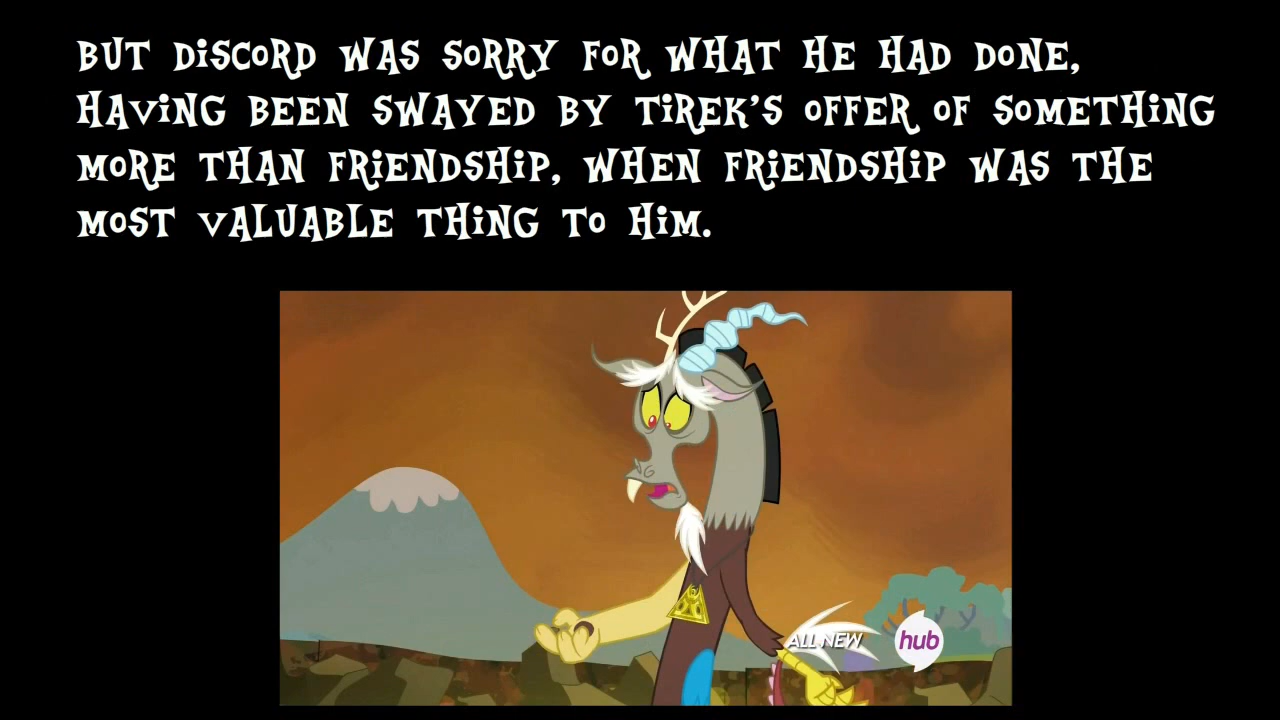 BUT DiSCORD WAS SORRY FOR WHAT HE HAD DONE,
HAViNG BEEN SWAYED BY TiREK'S OFFER OF SOMETHiNG
MORE THAN FRiENDSHiP, WHEN FRiENDSHiP WAS THE
MOST VALUABLE THiNG TO HiM.
ALL NEW hub